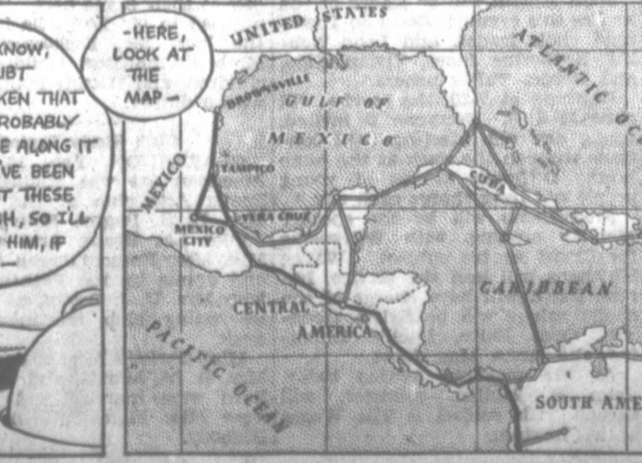 KNOW,
KEN THAT
ROBABLY
E ALONG IT
'VE BEEN
T THESE
H, SO I'LL
HIM, IF
-HERE,
LOOK AT
THE
MAP-
UNITED STATES
ATLANTIC
BROWNSVILLE
GULF OF
MEXICO
MEXICO
TAMPICO
CUBA
VERA CRUZ
MEXICO
CITY
CARIBBEAN
CENTRAL
AMERICA
PACIFIC OCEAN
SOUTH AME